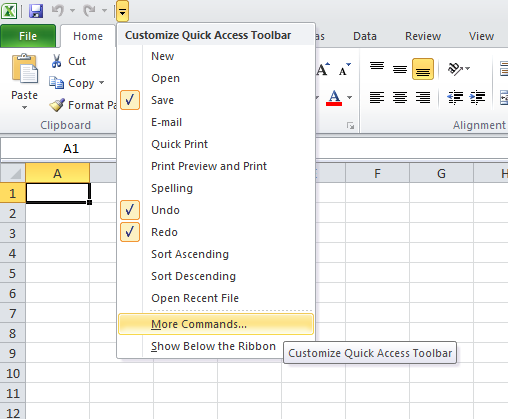 Customize Quick Access Toolbar
File Home as Data Review View
New
Open
Save
E-mail
Quick Print
Print Preview and Print
Spelling
Undo
Redo
Sort Ascending
Sort Descending
Open Recent File
More Commands...
Show Below the Ribbon
Customize Quick Access Toolbar
Paste
Cut
Copy
Format Pa
Clipboard
A A
Alignment
A1
A F G H
1
2
3
4
5
6
7
8
9
10
11
12